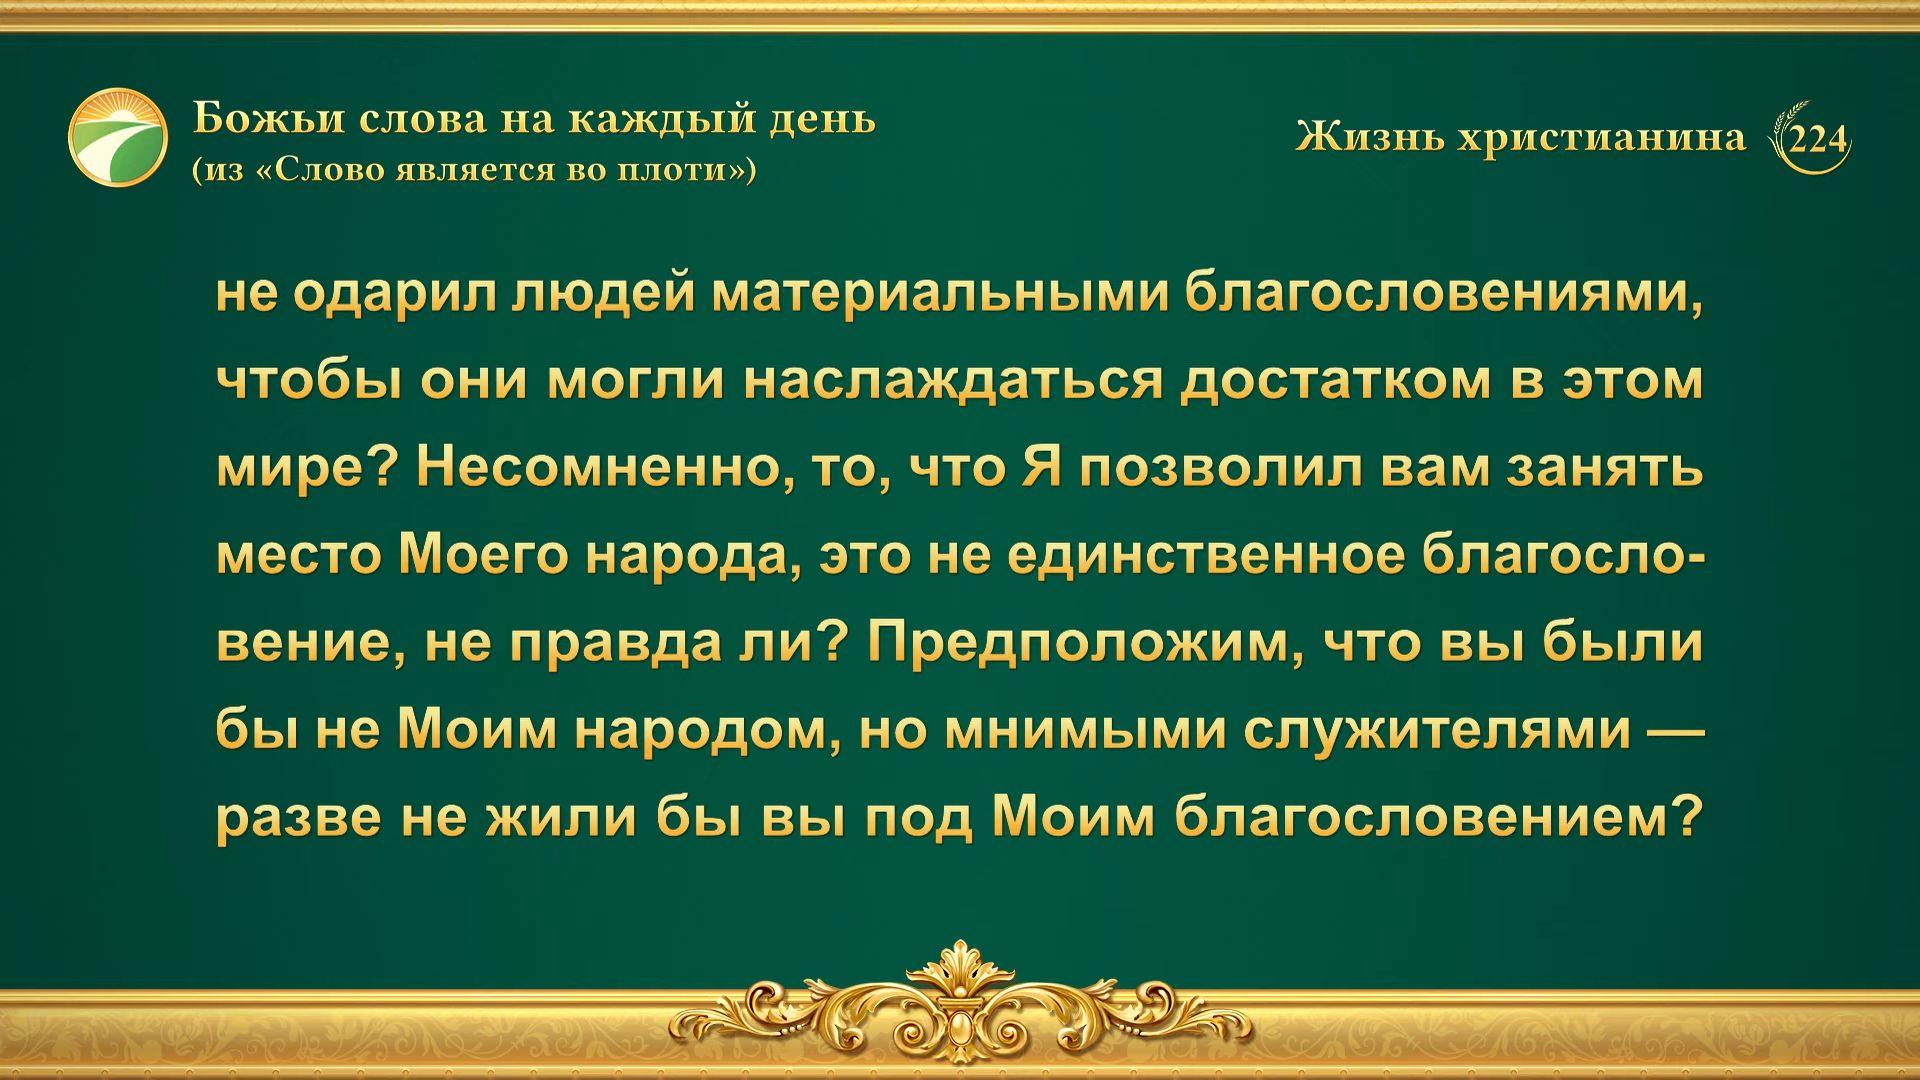 Божьи слова на каждый день
(из «Слово является во плоти»)
Жизнь христианина 224
не одарил людей материальными благословениями,
чтобы они могли наслаждаться достатком в этом
мире? Несомненно, то, что Я позволил вам занять
место Моего народа, это не единственное благосло-
вение, не правда ли? Предположим, что вы были
бы не Моим народом, но мнимыми служителями —
разве не жили бы вы под Моим благословением?